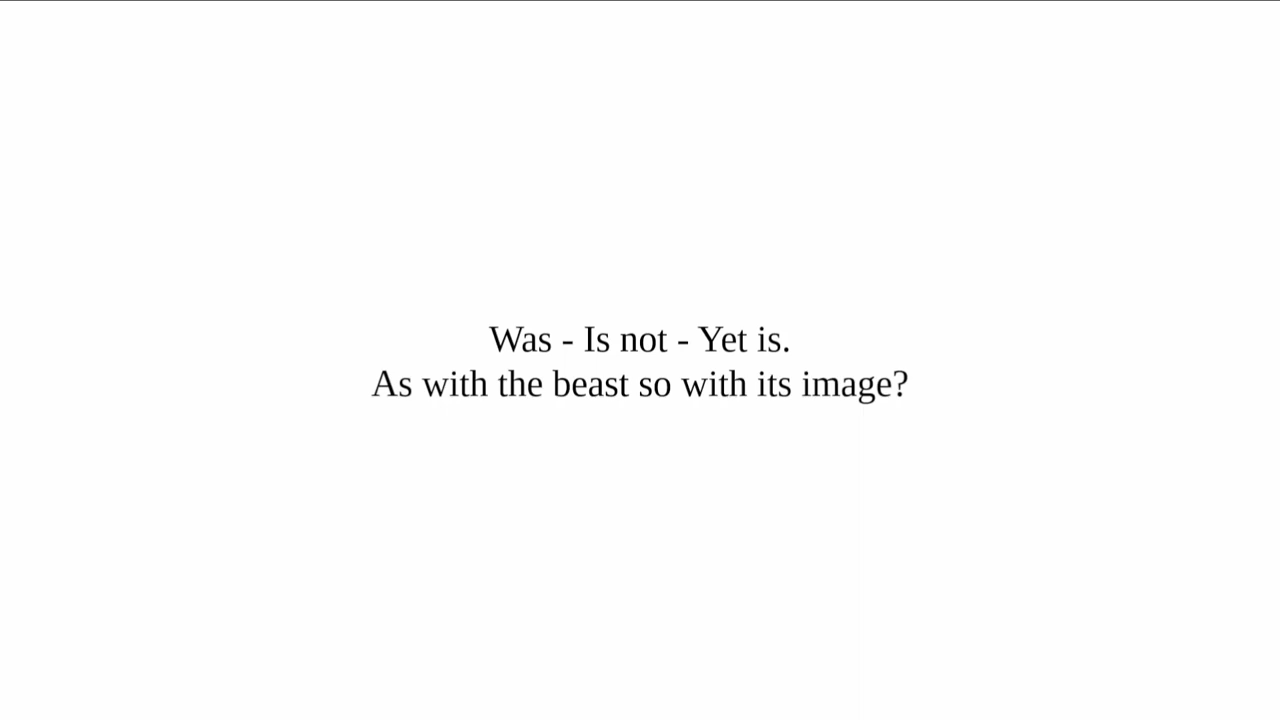 Was - Is not - Yet is.
As with the beast so with its image?